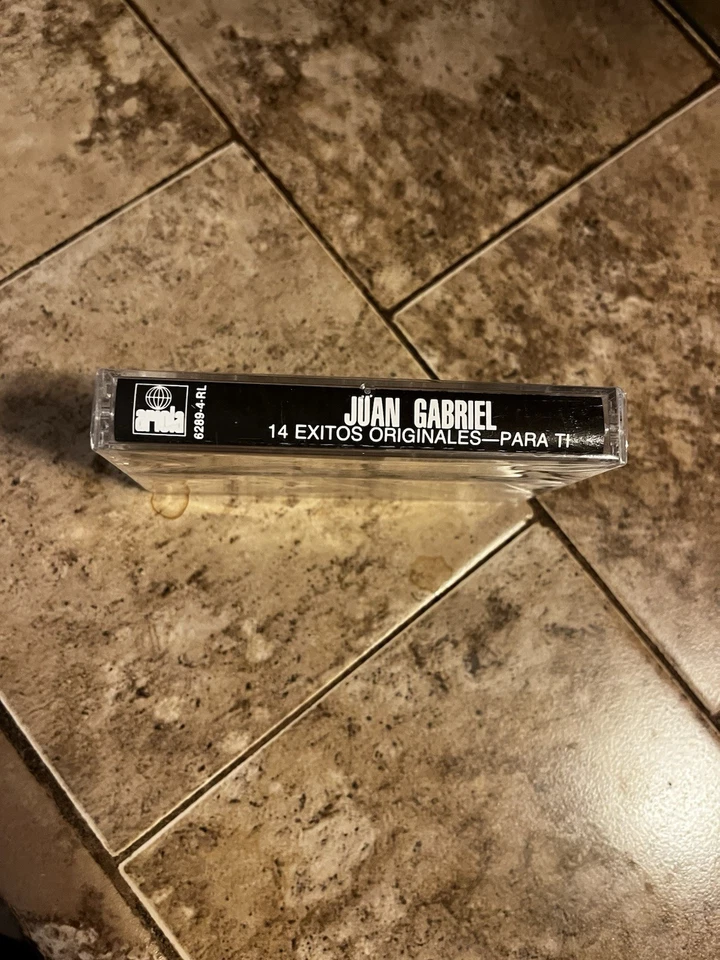 ariola
6289-4-RL
JUAN GABRIEL
14 EXITOS ORIGINALES—PARA TI